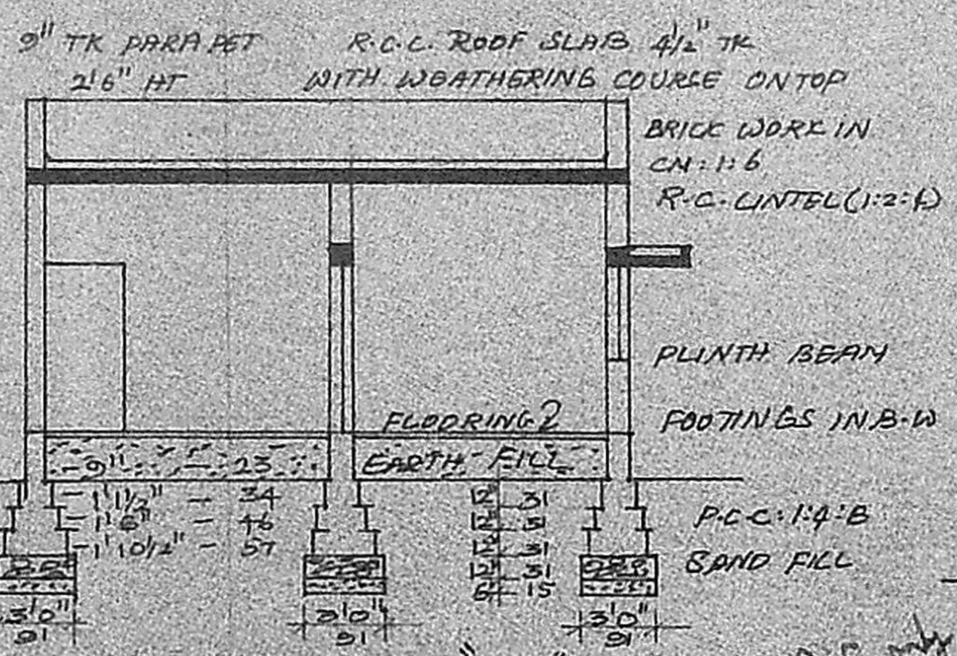 9" TK PARAPET
2'6" HT
R.C.C. ROOF SLAB 4½" TK
WITH WEATHERING COURSE ON TOP
BRICK WORK IN
CM:1:6
R.C. LINTEL (1:2:4)
PLINTH BEAM
FLOORING 2
FOOTINGS IN B.W
9" - 23
EARTH FILL
1'1½" - 34
1'6" - 46
1'10½" - 57
12 31
12 31
12 31
12 31
6 15
P.C.C:1:4:8
SAND FILL
3'0" 3'0" 3'0"
91 91 91